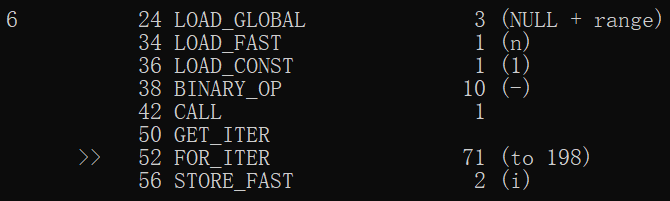 6 24 LOAD_GLOBAL 3 (NULL + range)
34 LOAD_FAST 1 (n)
36 LOAD_CONST 1 (1)
38 BINARY_OP 10 (-)
42 CALL 1
50 GET_ITER
>> 52 FOR_ITER 71 (to 198)
56 STORE_FAST 2 (i)